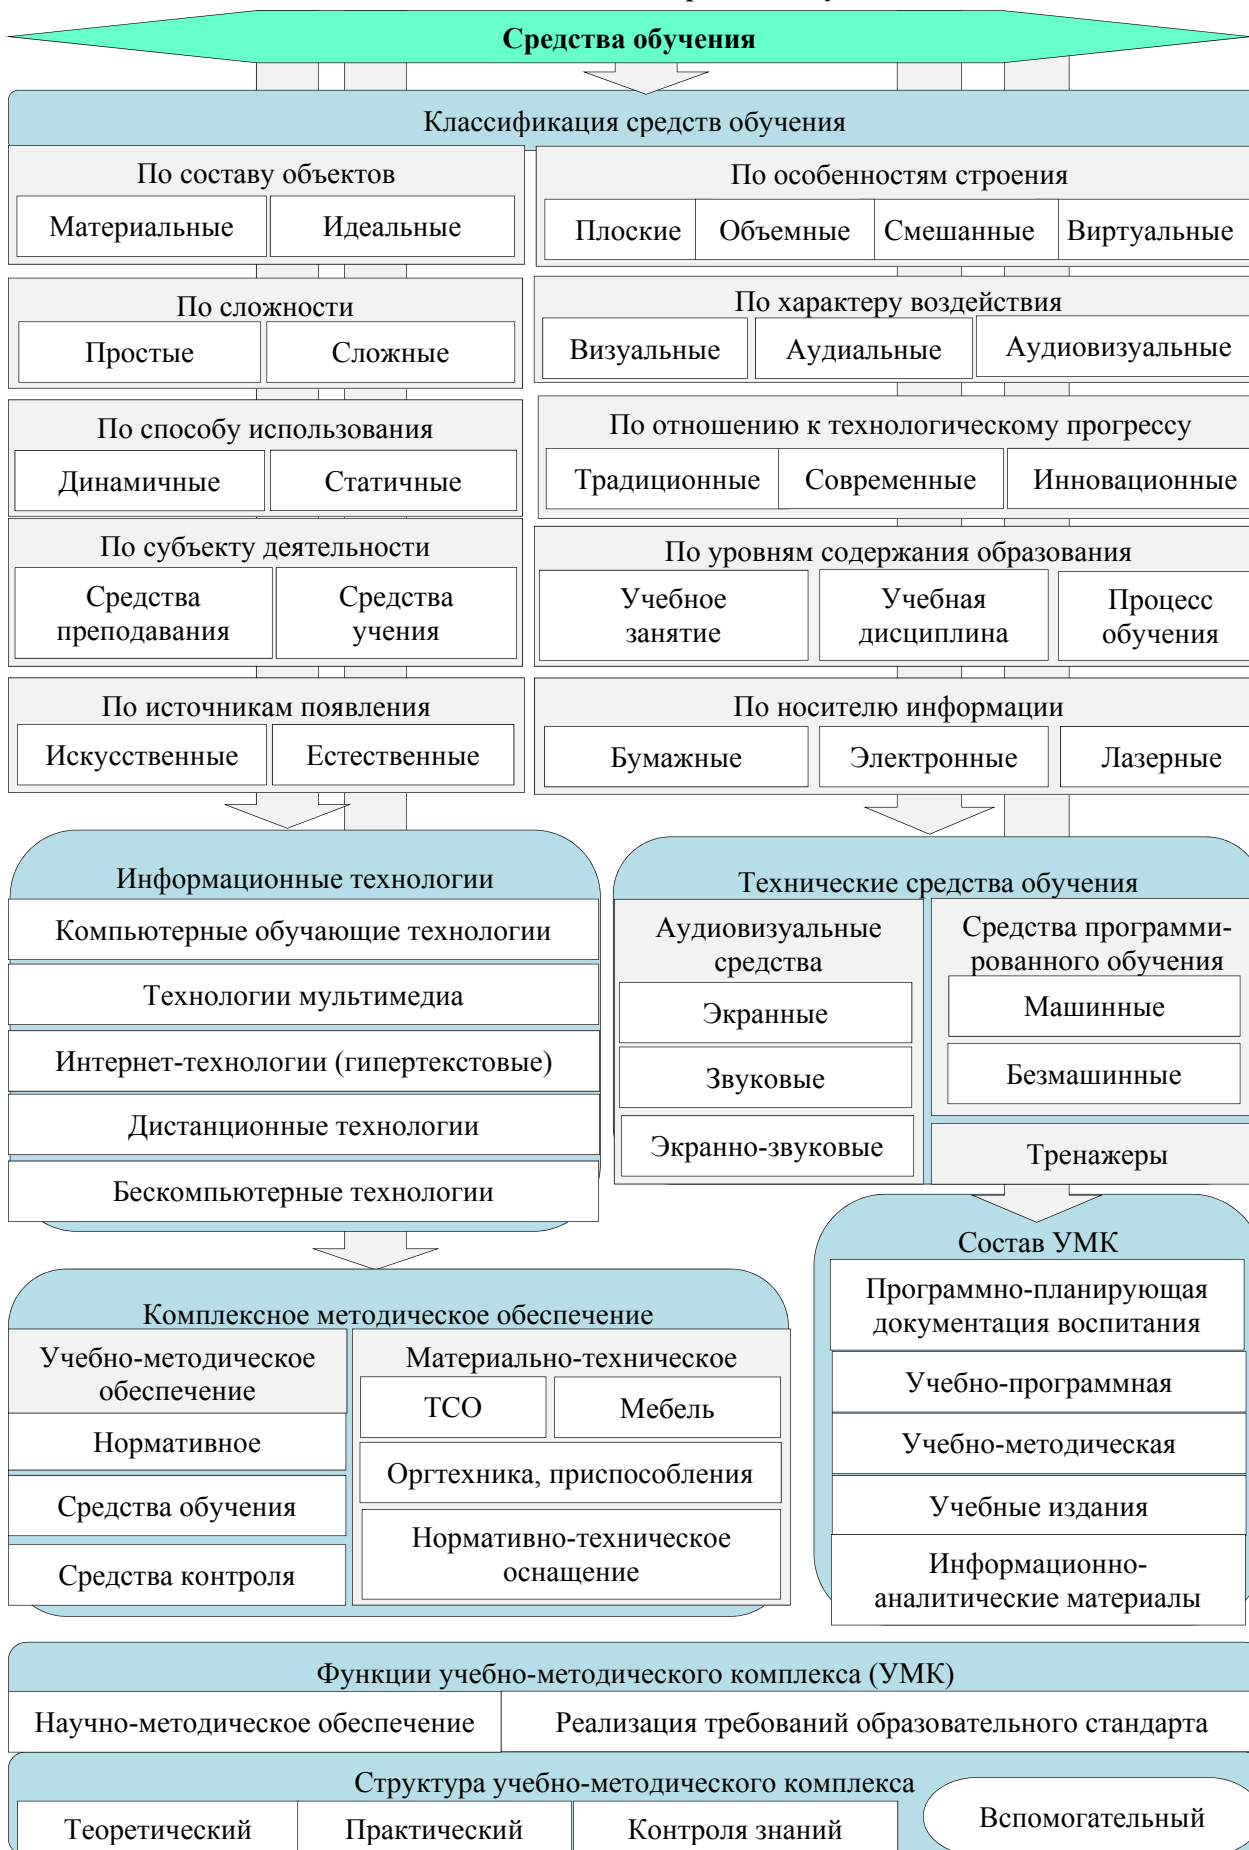 Средства обучения
Классификация средств обучения
По составу объектов
Материальные
Идеальные
По особенностям строения
Плоские
Объемные
Смешанные
Виртуальные
По сложности
Простые
Сложные
По характеру воздействия
Визуальные
Аудиальные
Аудиовизуальные
По способу использования
Динамичные
Статичные
По отношению к технологическому прогрессу
Традиционные
Современные
Инновационные
По субъекту деятельности
Средства
преподавания
Средства
учения
По уровням содержания образования
Учебное
занятие
Учебная
дисциплина
Процесс
обучения
По источникам появления
Искусственные
Естественные
По носителю информации
Бумажные
Электронные
Лазерные
Информационные технологии
Компьютерные обучающие технологии
Технологии мультимедиа
Интернет-технологии (гипертекстовые)
Дистанционные технологии
Бескомпьютерные технологии
Технические средства обучения
Аудиовизуальные
средства
Экранные
Звуковые
Экранно-звуковые
Средства программи-
рованного обучения
Машинные
Безмашинные
Тренажеры
Комплексное методическое обеспечение
Учебно-методическое
обеспечение
Нормативное
Средства обучения
Средства контроля
Материально-техническое
ТСО
Мебель
Оргтехника, приспособления
Нормативно-техническое
оснащение
Состав УМК
Программно-планирующая
документация воспитания
Учебно-программная
Учебно-методическая
Учебные издания
Информационно-
аналитические материалы
Функции учебно-методического комплекса (УМК)
Научно-методическое обеспечение
Реализация требований образовательного стандарта
Структура учебно-методического комплекса
Теоретический
Практический
Контроля знаний
Вспомогательный